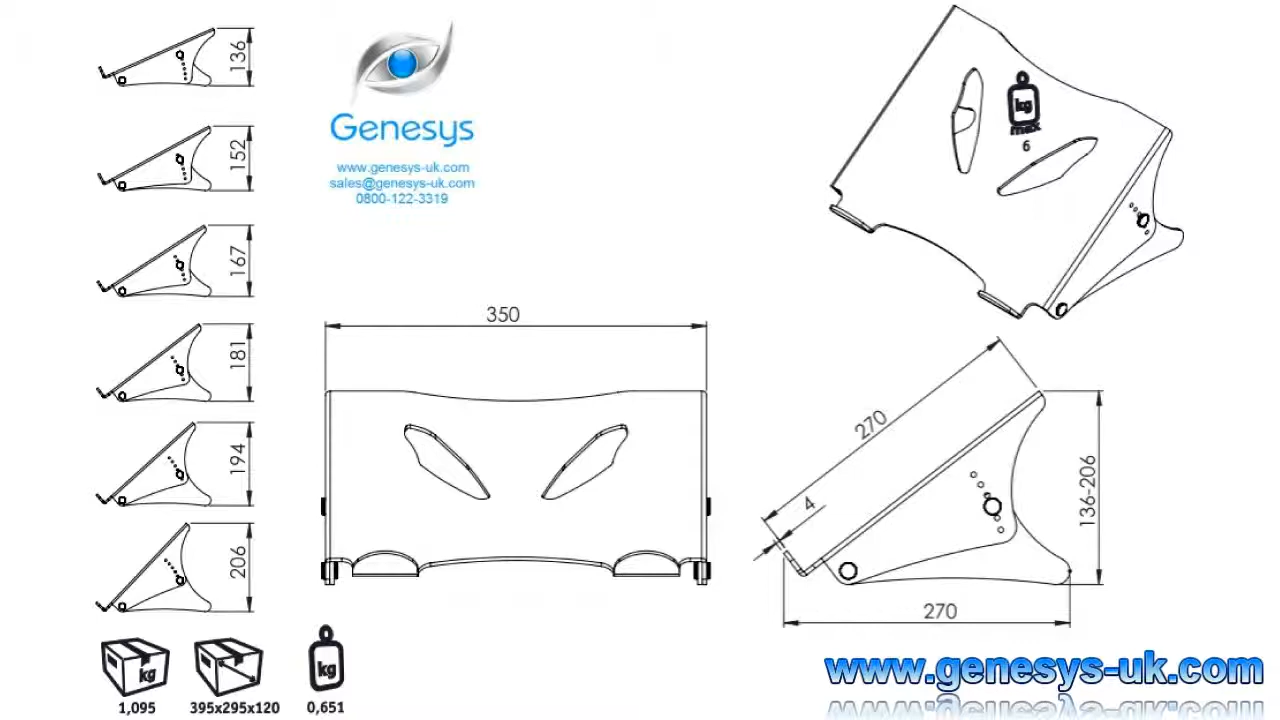 136
152
167
181
194
206
Genesys
www.genesys-uk.com
sales@genesys-uk.com
0800-122-3319
kg
max
6
350
270
4
136-206
270
kg
kg
1,095
395x295x120
0,651
www.genesys-uk.com